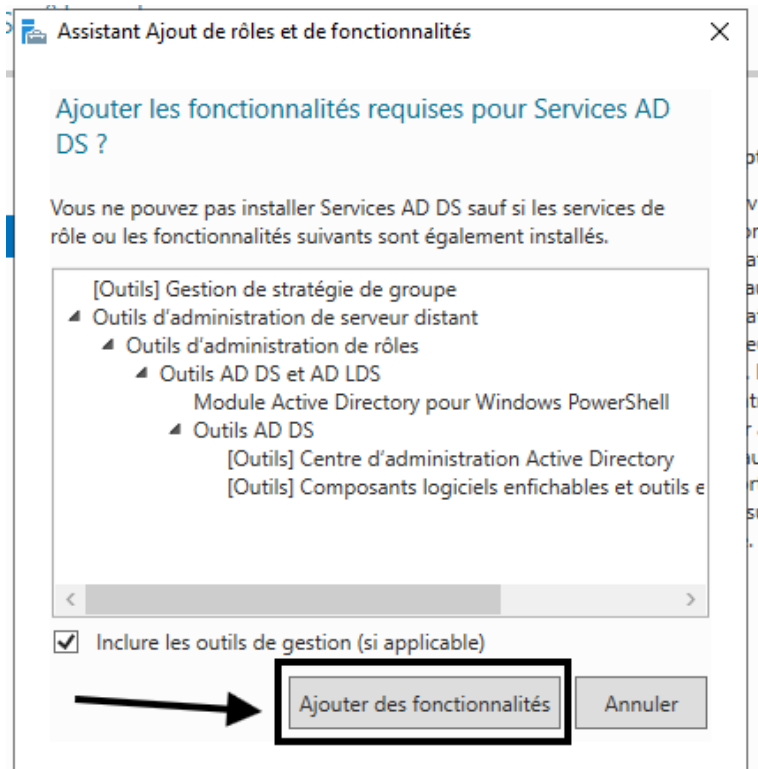 Assistant Ajout de rôles et de fonctionnalités
Ajouter les fonctionnalités requises pour Services AD
DS ?
Vous ne pouvez pas installer Services AD DS sauf si les services de
rôle ou les fonctionnalités suivants sont également installés.
[Outils] Gestion de stratégie de groupe
Outils d'administration de serveur distant
Outils d'administration de rôles
Outils AD DS et AD LDS
Module Active Directory pour Windows PowerShell
Outils AD DS
[Outils] Centre d'administration Active Directory
[Outils] Composants logiciels enfichables et outils
Inclure les outils de gestion (si applicable)
Ajouter des fonctionnalités
Annuler